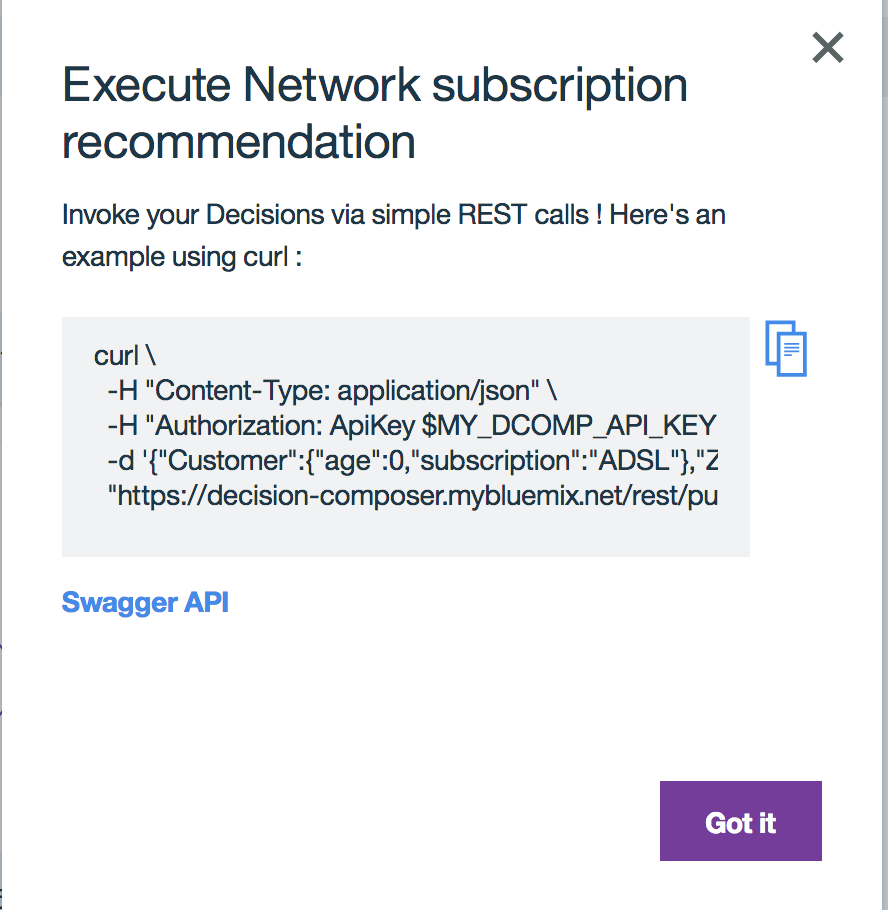 Execute Network subscription
recommendation
Invoke your Decisions via simple REST calls ! Here's an
example using curl :
curl \
-H "Content-Type: application/json" \
-H "Authorization: ApiKey $MY_DCOMP_API_KEY
-d '{"Customer":{"age":0,"subscription":"ADSL"},"Z
"https://decision-composer.mybluemix.net/rest/pu
Swagger API
Got it